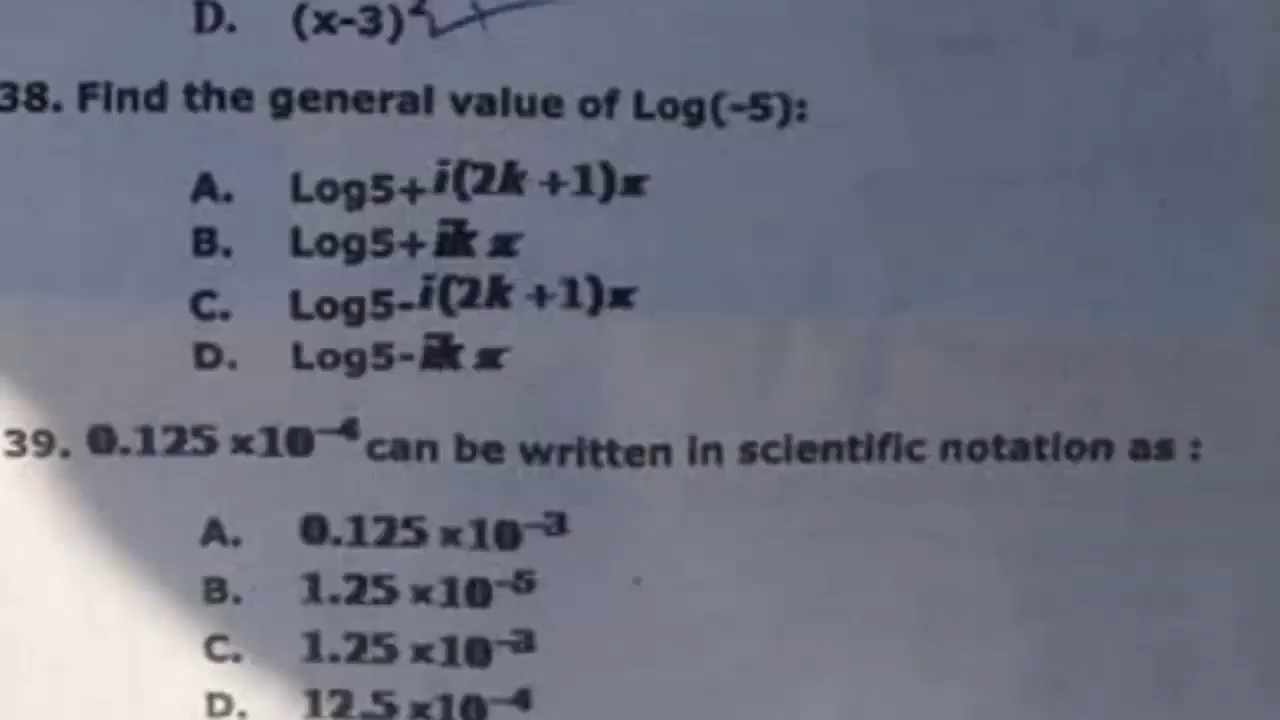 D. (x-3)²
38. Find the general value of Log(-5):
A. Log5+i(2k+1)π
B. Log5+ik π
C. Log5-i(2k+1)π
D. Log5-ik π
39. 0.125 ×10⁻⁴ can be written in scientific notation as :
A. 0.125 ×10⁻³
B. 1.25 ×10⁻⁵
C. 1.25 ×10⁻³
D. 12.5 ×10⁻⁴